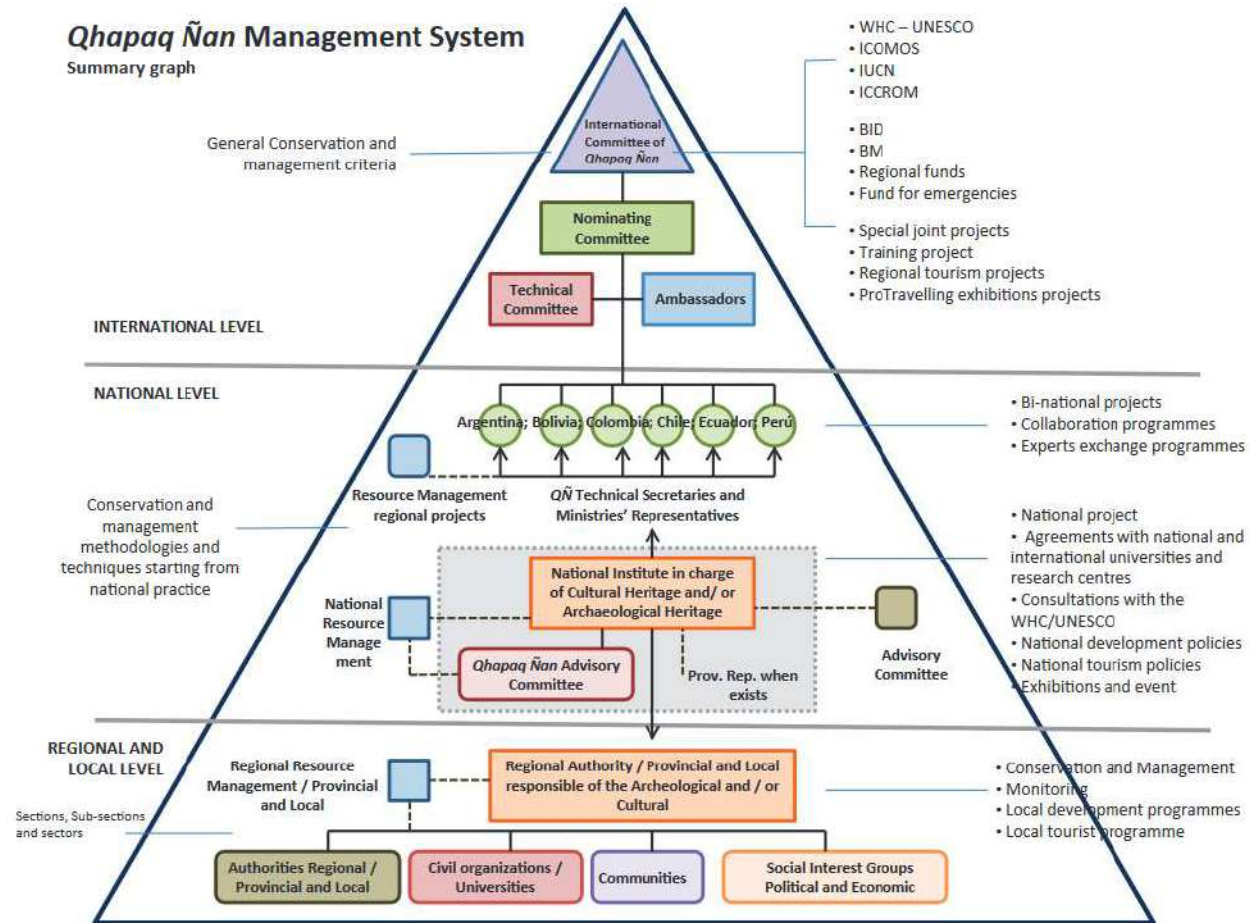 Qhapaq Ñan Management System
Summary graph
• WHC – UNESCO
• ICOMOS
• IUCN
• ICCROM
• BID
• BM
• Regional funds
• Fund for emergencies
• Special joint projects
• Training project
• Regional tourism projects
• ProTravelling exhibitions projects
General Conservation and
management criteria
International
Committee of
Qhapaq Ñan
Nominating
Committee
Technical
Committee
Ambassadors
INTERNATIONAL LEVEL
NATIONAL LEVEL
Argentina; Bolivia; Colombia; Chile; Ecuador; Perú
• Bi-national projects
• Collaboration programmes
• Experts exchange programmes
Resource Management
regional projects
QÑ Technical Secretaries and
Ministries' Representatives
Conservation and
management
methodologies and
techniques starting from
national practice
• National project
• Agreements with national and
international universities and
research centres
• Consultations with the
WHC/UNESCO
• National development policies
• National tourism policies
• Exhibitions and event
National Institute in charge
of Cultural Heritage and/ or
Archaeological Heritage
National
Resource
Manage
ment
Qhapaq Ñan Advisory
Committee
Prov. Rep. when
exists
Advisory
Committee
REGIONAL AND
LOCAL LEVEL
Regional Resource
Management / Provincial
and Local
Regional Authority / Provincial and Local
responsible of the Archeological and / or
Cultural
• Conservation and Management
• Monitoring
• Local development programmes
• Local tourist programme
Sections, Sub-sections
and sectors
Authorities Regional /
Provincial and Local
Civil organizations /
Universities
Communities
Social Interest Groups
Political and Economic